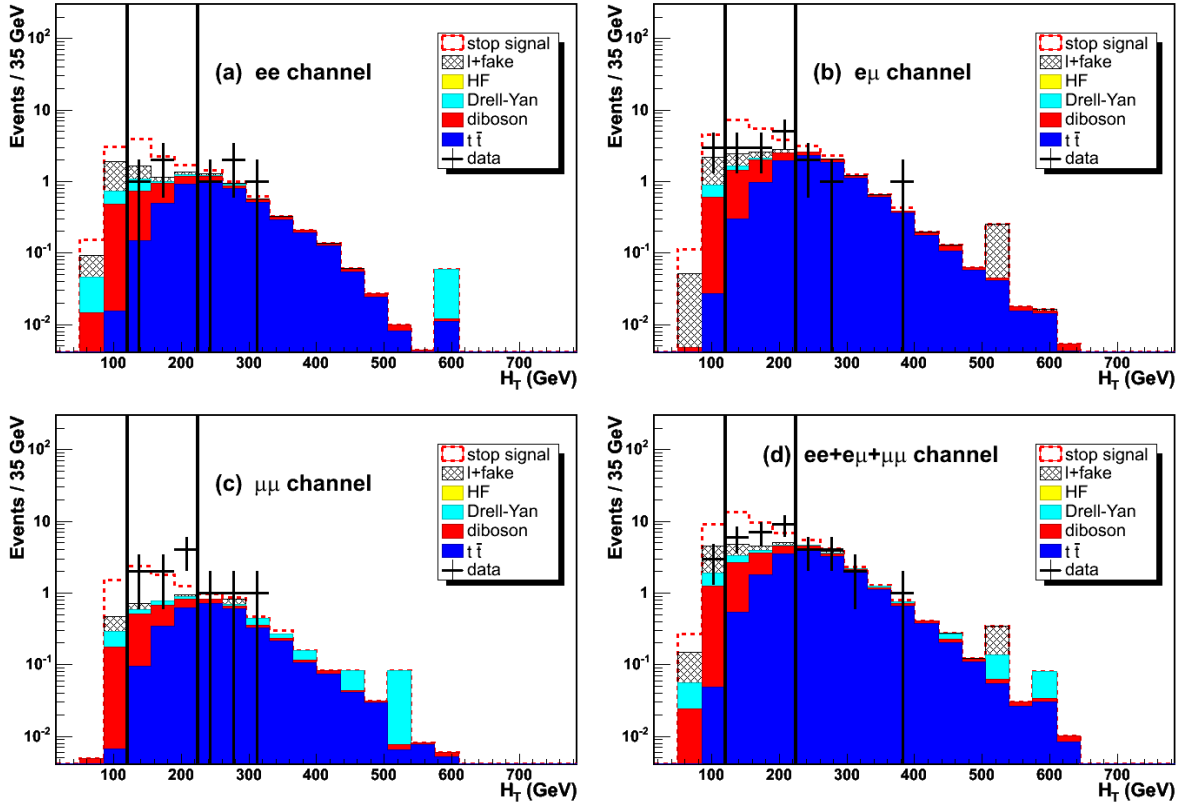 Events / 35 GeV
10²
10
1
10⁻¹
10⁻²
(a) ee channel
stop signal
l+fake
HF
Drell-Yan
diboson
t t̄
data
100 200 300 400 500 600 700
H_T (GeV)
Events / 35 GeV
10²
10
1
10⁻¹
10⁻²
(b) eμ channel
stop signal
l+fake
HF
Drell-Yan
diboson
t t̄
data
100 200 300 400 500 600 700
H_T (GeV)
Events / 35 GeV
10²
10
1
10⁻¹
10⁻²
(c) μμ channel
stop signal
l+fake
HF
Drell-Yan
diboson
t t̄
data
100 200 300 400 500 600 700
H_T (GeV)
Events / 35 GeV
10²
10
1
10⁻¹
10⁻²
(d) ee+eμ+μμ channel
stop signal
l+fake
HF
Drell-Yan
diboson
t t̄
data
100 200 300 400 500 600 700
H_T (GeV)